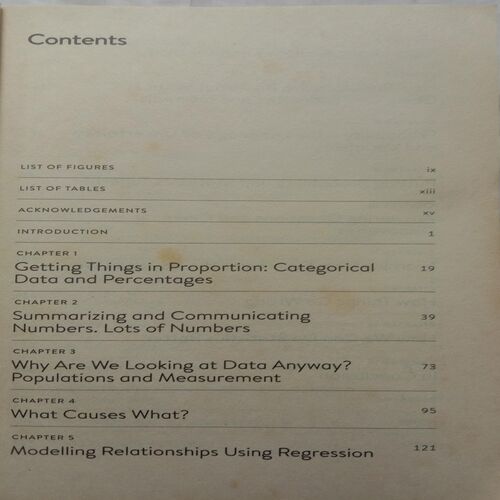 Contents
LIST OF FIGURES ix
LIST OF TABLES xiii
ACKNOWLEDGEMENTS xv
INTRODUCTION 1
CHAPTER 1
Getting Things in Proportion: Categorical 19
Data and Percentages
CHAPTER 2
Summarizing and Communicating 39
Numbers. Lots of Numbers
CHAPTER 3
Why Are We Looking at Data Anyway? 73
Populations and Measurement
CHAPTER 4
What Causes What? 95
CHAPTER 5
Modelling Relationships Using Regression 121